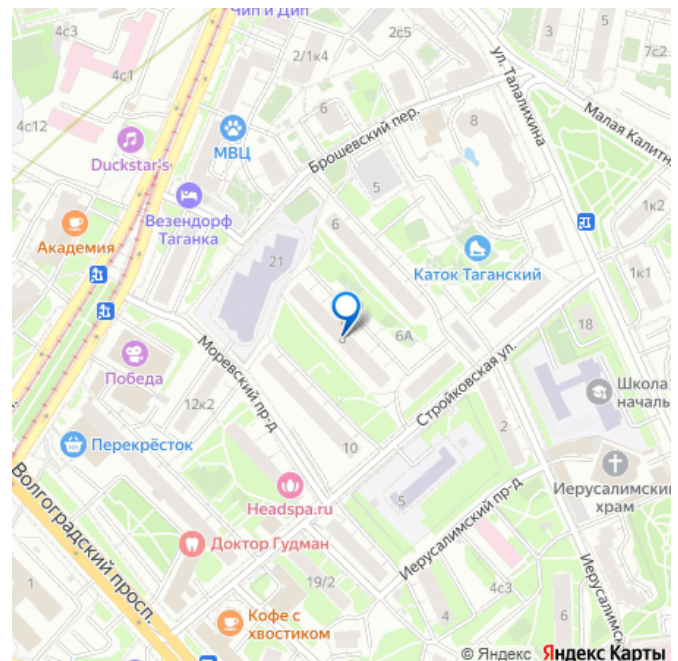 Чип и Дип
4с3
2с5
3
5
7с2
4с1
2/1к4
ул. Талалихина
4с12
6
Малая Калитн
Duckstar's
МВЦ
Брошевский пер.
8
5
1к2
Везендорф
Таганка
Академия
6
21
Каток Таганский
1к1
6А
18
Моревский пр-д
Победа
Стройковская ул.
Школа
началь
12к2
2
Перекрёсток
10
Волгоградский просп.
Headspa.ru
5
Иерусалимский пр-д
Иерусалимски
храм
Доктор Гудман
19/2
4с3
1
4
6
Иерусалимск
Кофе с
хвостиком
© Яндекс Яндекс Карты